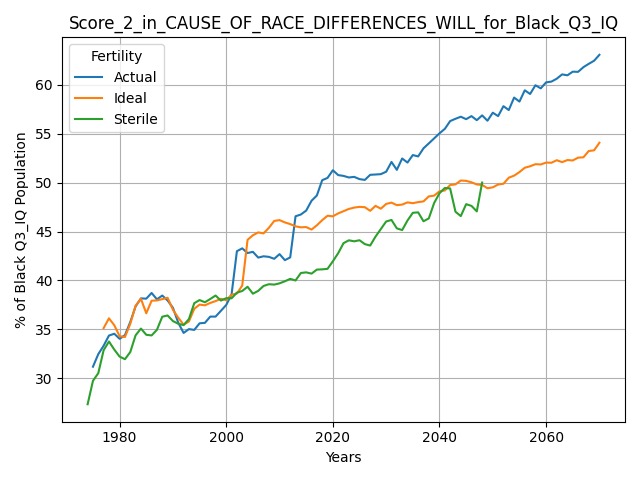 Score_2_in_CAUSE_OF_RACE_DIFFERENCES_WILL_for_Black_Q3_IQ
Fertility
Actual
Ideal
Sterile
% of Black Q3_IQ Population
60
55
50
45
40
35
30
1980
2000
2020
2040
2060
Years